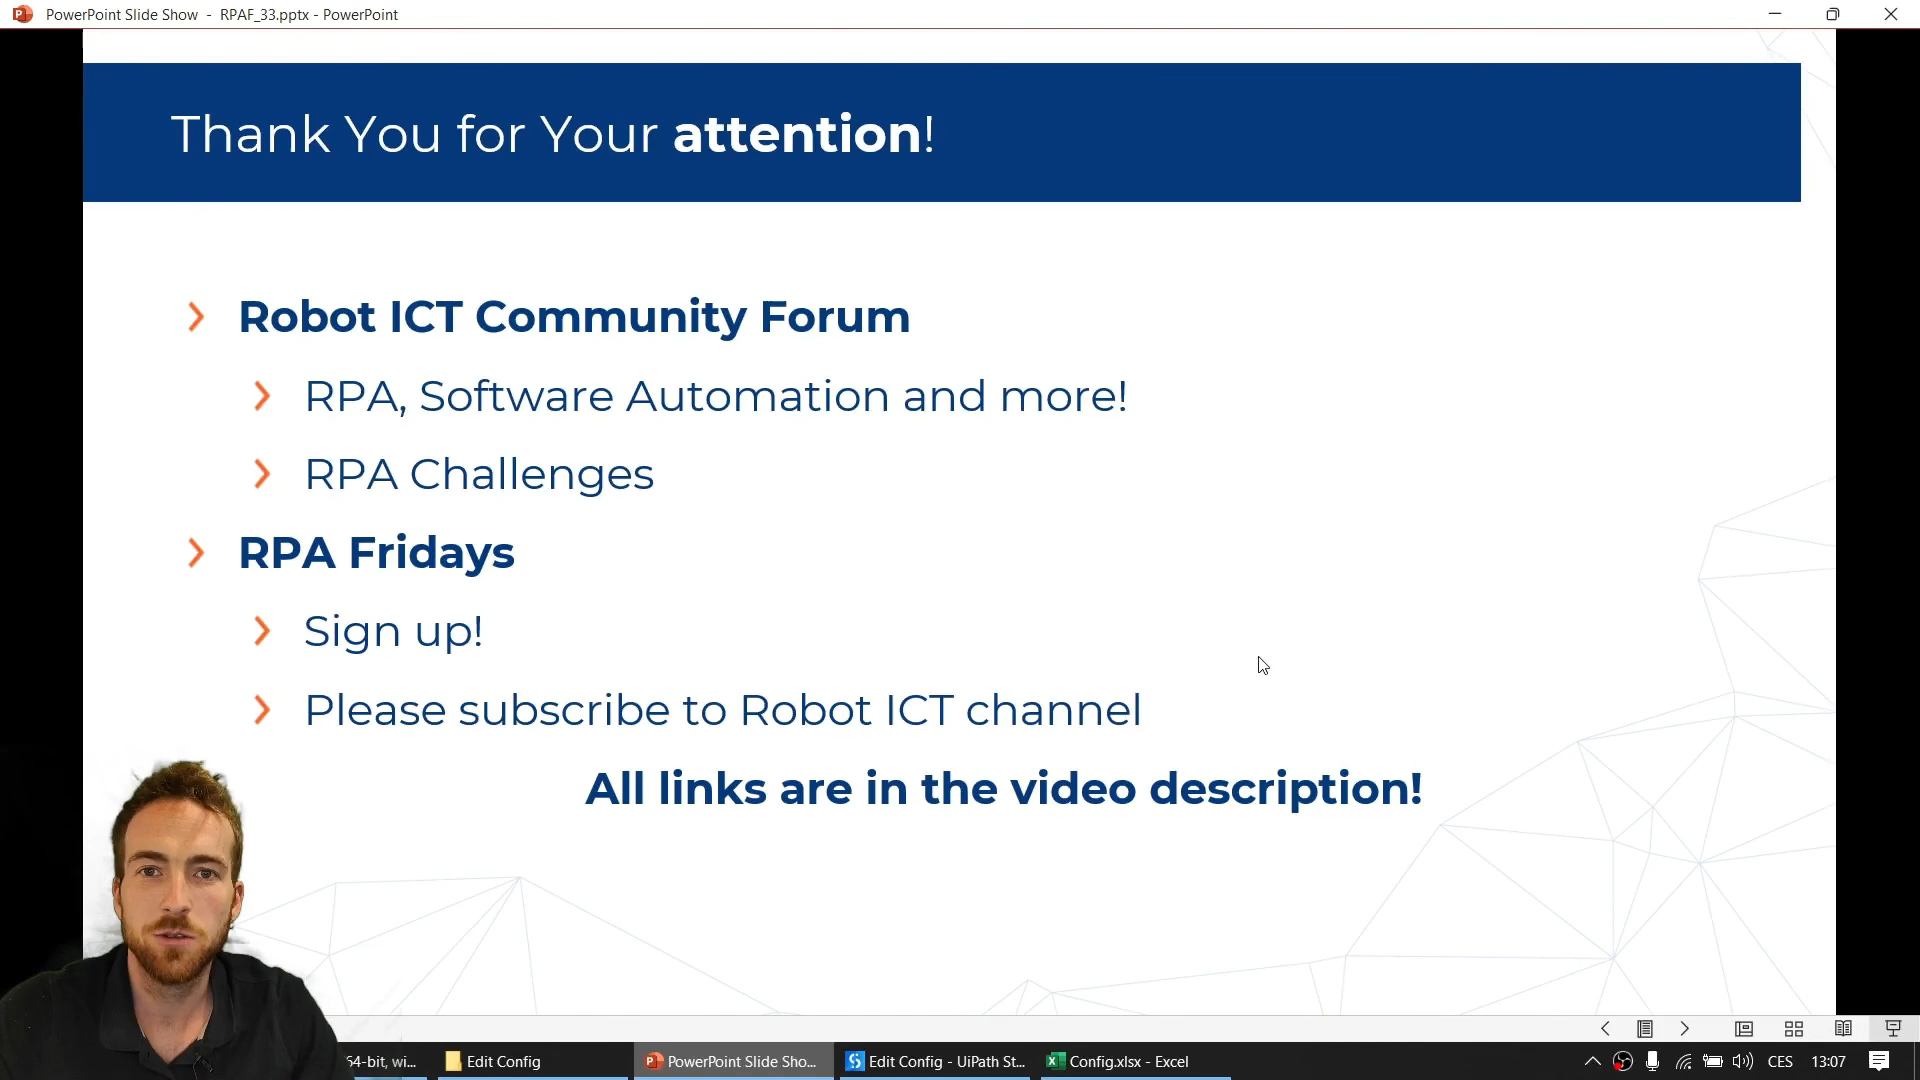 PowerPoint Slide Show - RPAF_33.pptx - PowerPoint
Thank You for Your attention!
Robot ICT Community Forum
RPA, Software Automation and more!
RPA Challenges
RPA Fridays
Sign up!
Please subscribe to Robot ICT channel
All links are in the video description!
64-bit, wi... Edit Config PowerPoint Slide Sho... Edit Config - UiPath St... Config.xlsx - Excel CES 13:07